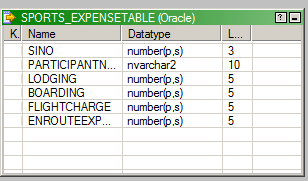 SPORTS_EXPENSETABLE (Oracle)
K. Name Datatype L...
SINO number(p,s) 3
PARTICIPANTN... nvarchar2 10
LODGING number(p,s) 5
BOARDING number(p,s) 5
FLIGHTCHARGE number(p,s) 5
ENROUTEEXP... number(p,s) 5